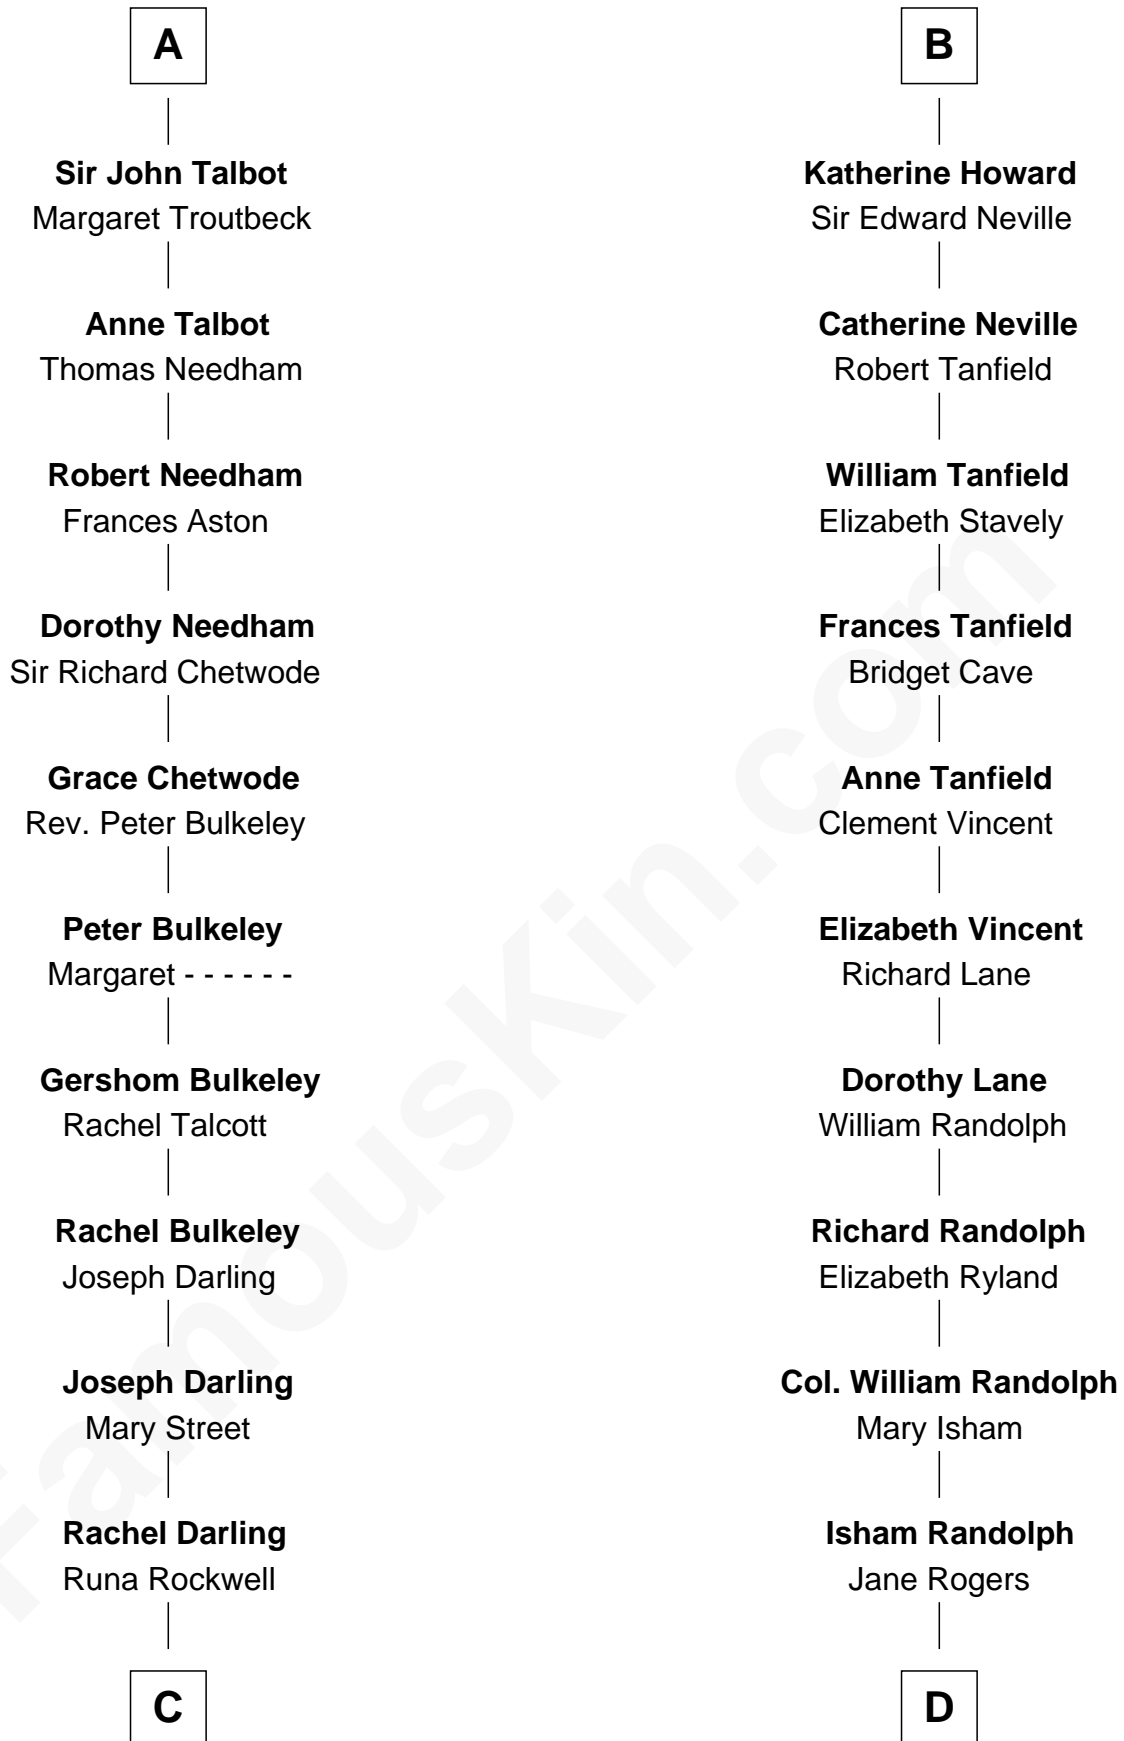 A
Sir John Talbot
Margaret Troutbeck
Anne Talbot
Thomas Needham
Robert Needham
Frances Aston
Dorothy Needham
Sir Richard Chetwode
Grace Chetwode
Rev. Peter Bulkeley
Peter Bulkeley
Margaret - - - - - -
Gershom Bulkeley
Rachel Talcott
Rachel Bulkeley
Joseph Darling
Joseph Darling
Mary Street
Rachel Darling
Runa Rockwell
C
B
Katherine Howard
Sir Edward Neville
Catherine Neville
Robert Tanfield
William Tanfield
Elizabeth Stavely
Frances Tanfield
Bridget Cave
Anne Tanfield
Clement Vincent
Elizabeth Vincent
Richard Lane
Dorothy Lane
William Randolph
Richard Randolph
Elizabeth Ryland
Col. William Randolph
Mary Isham
Isham Randolph
Jane Rogers
D
FamousKin.com